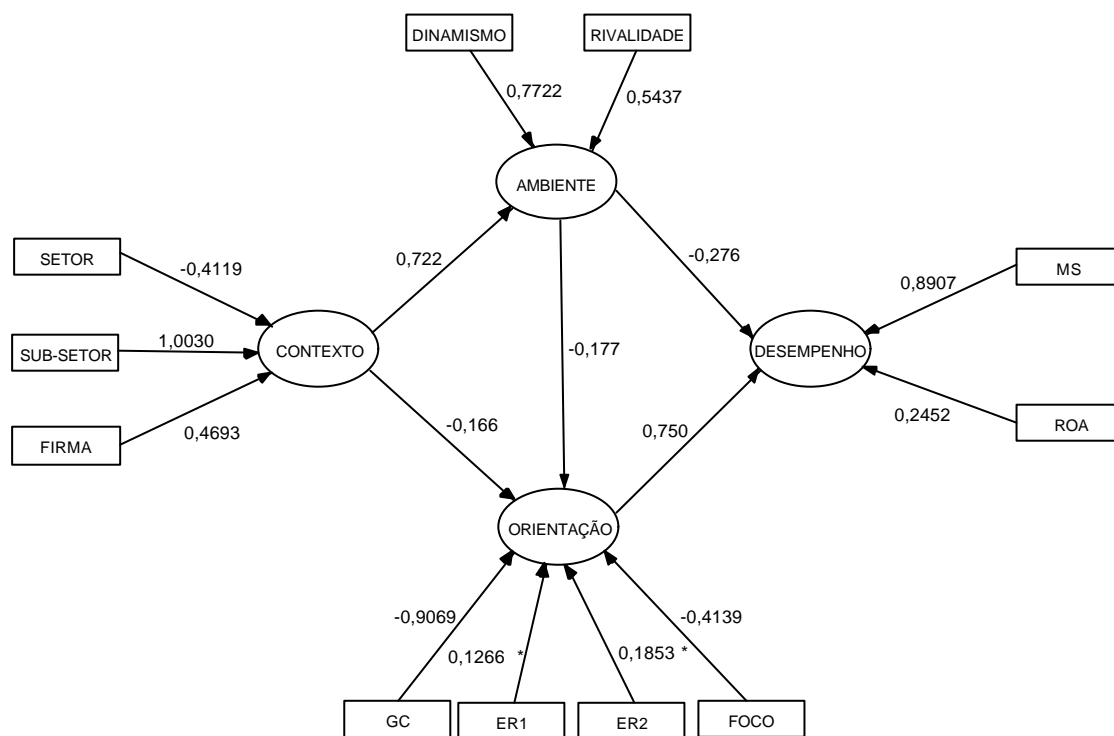 DINAMISMO
RIVALIDADE
0,7722
0,5437
AMBIENTE
SETOR
-0,4119
0,722
-0,276
0,8907
MS
SUB-SETOR
1,0030
CONTEXTO
-0,177
DESEMPENHO
FIRMA
0,4693
-0,166
0,750
0,2452
ROA
ORIENTAÇÃO
-0,9069
0,1266 *
0,1853 *
-0,4139
GC
ER1
ER2
FOCO